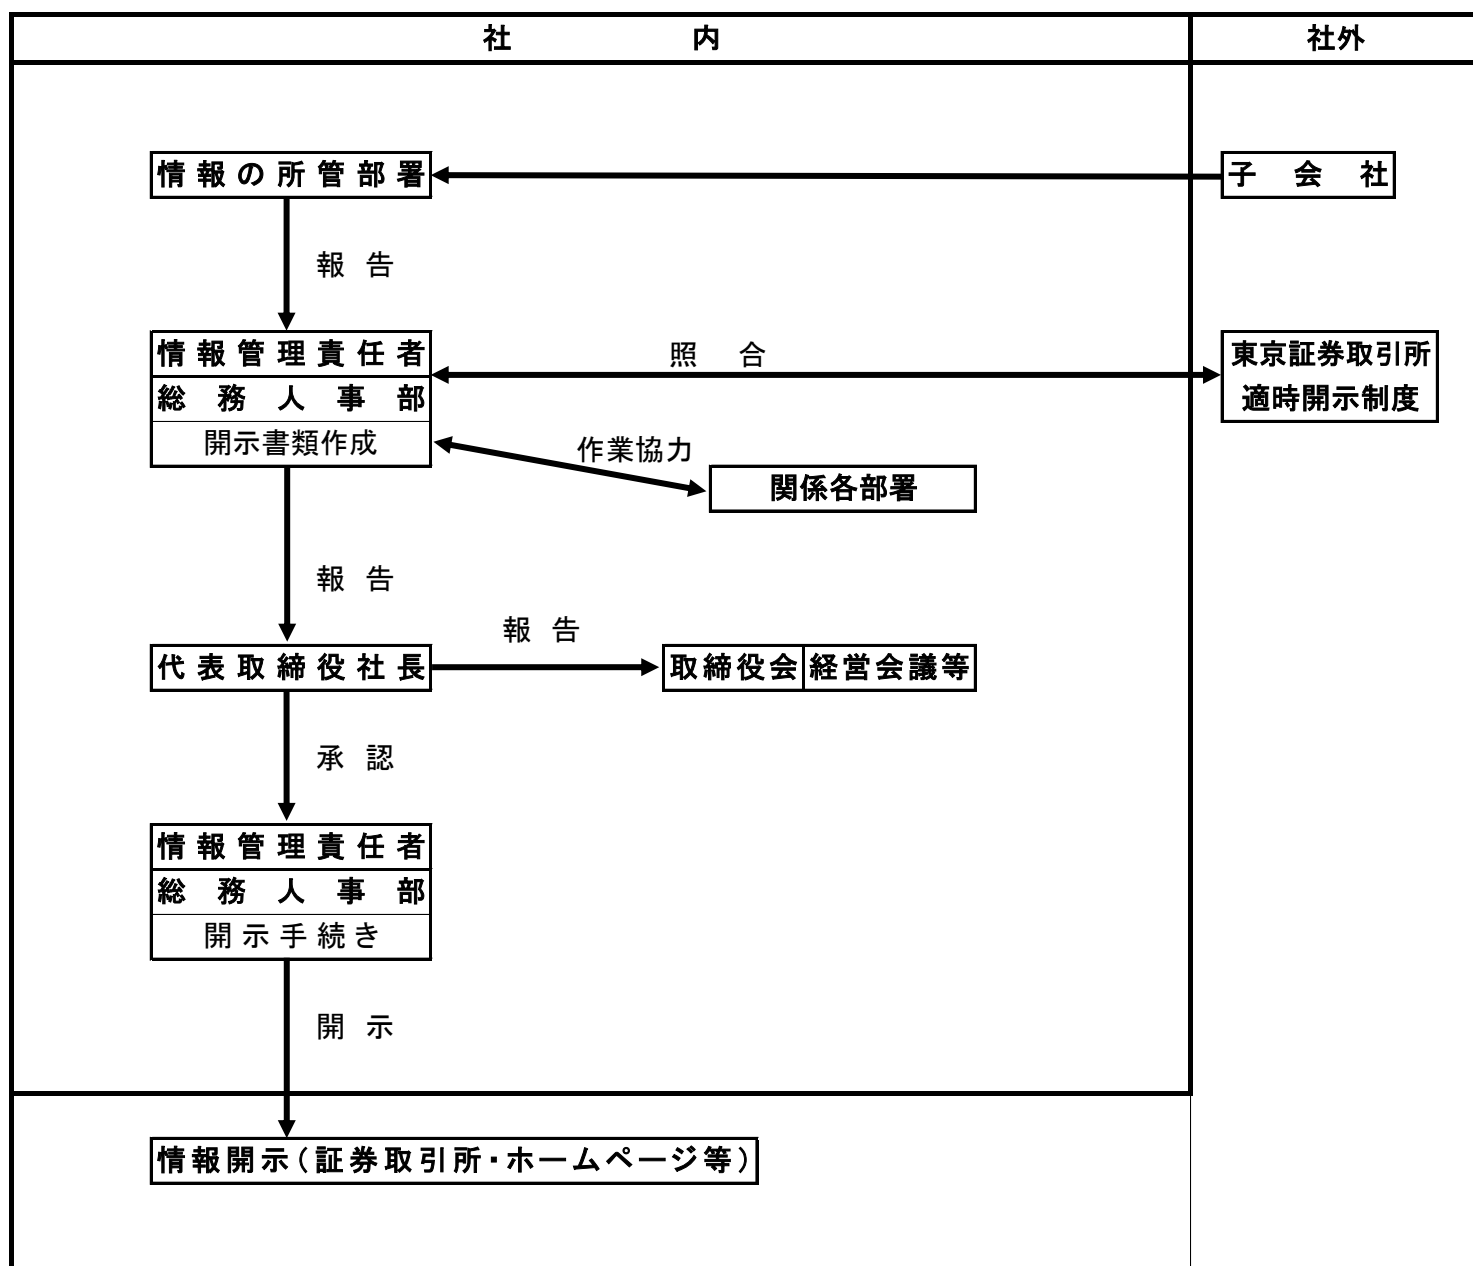 社 内
社外
情報の所管部署
子 会 社
報 告
情報管理責任者
総 務 人 事 部
開示書類作成
照 合
東京証券取引所
適時開示制度
作業協力
関係各部署
報 告
報 告
代表取締役社長
取締役会
経営会議等
承 認
情報管理責任者
総 務 人 事 部
開示手続き
開 示
情報開示(証券取引所・ホームページ等)